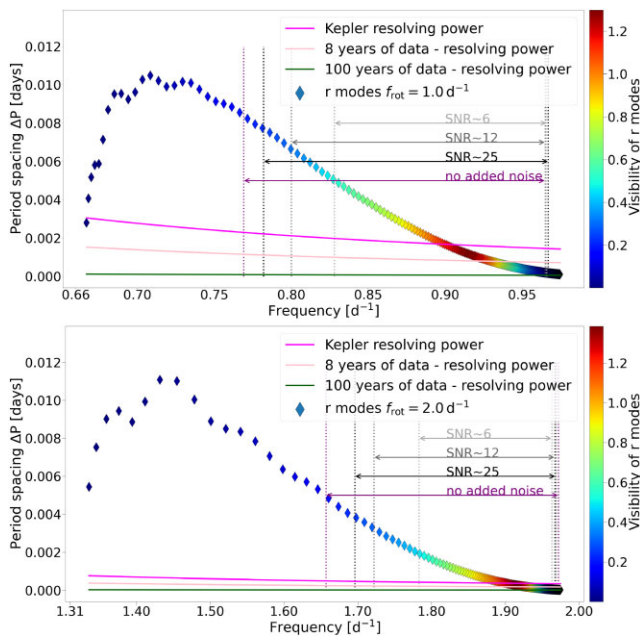 0.012
0.010
0.008
0.006
0.004
0.002
0.000
Period spacing ΔP [days]
Kepler resolving power
8 years of data - resolving power
100 years of data - resolving power
r modes f_rot = 1.0 d⁻¹
SNR~6
SNR~12
SNR~25
no added noise
0.66 0.70 0.75 0.80 0.85 0.90 0.95
Frequency [d⁻¹]
1.2
1.0
0.8
0.6
0.4
0.2
Visibility of r modes
0.012
0.010
0.008
0.006
0.004
0.002
0.000
Period spacing ΔP [days]
Kepler resolving power
8 years of data - resolving power
100 years of data - resolving power
r modes f_rot = 2.0 d⁻¹
SNR~6
SNR~12
SNR~25
no added noise
1.31 1.40 1.50 1.60 1.70 1.80 1.90 2.00
Frequency [d⁻¹]
1.2
1.0
0.8
0.6
0.4
0.2
Visibility of r modes